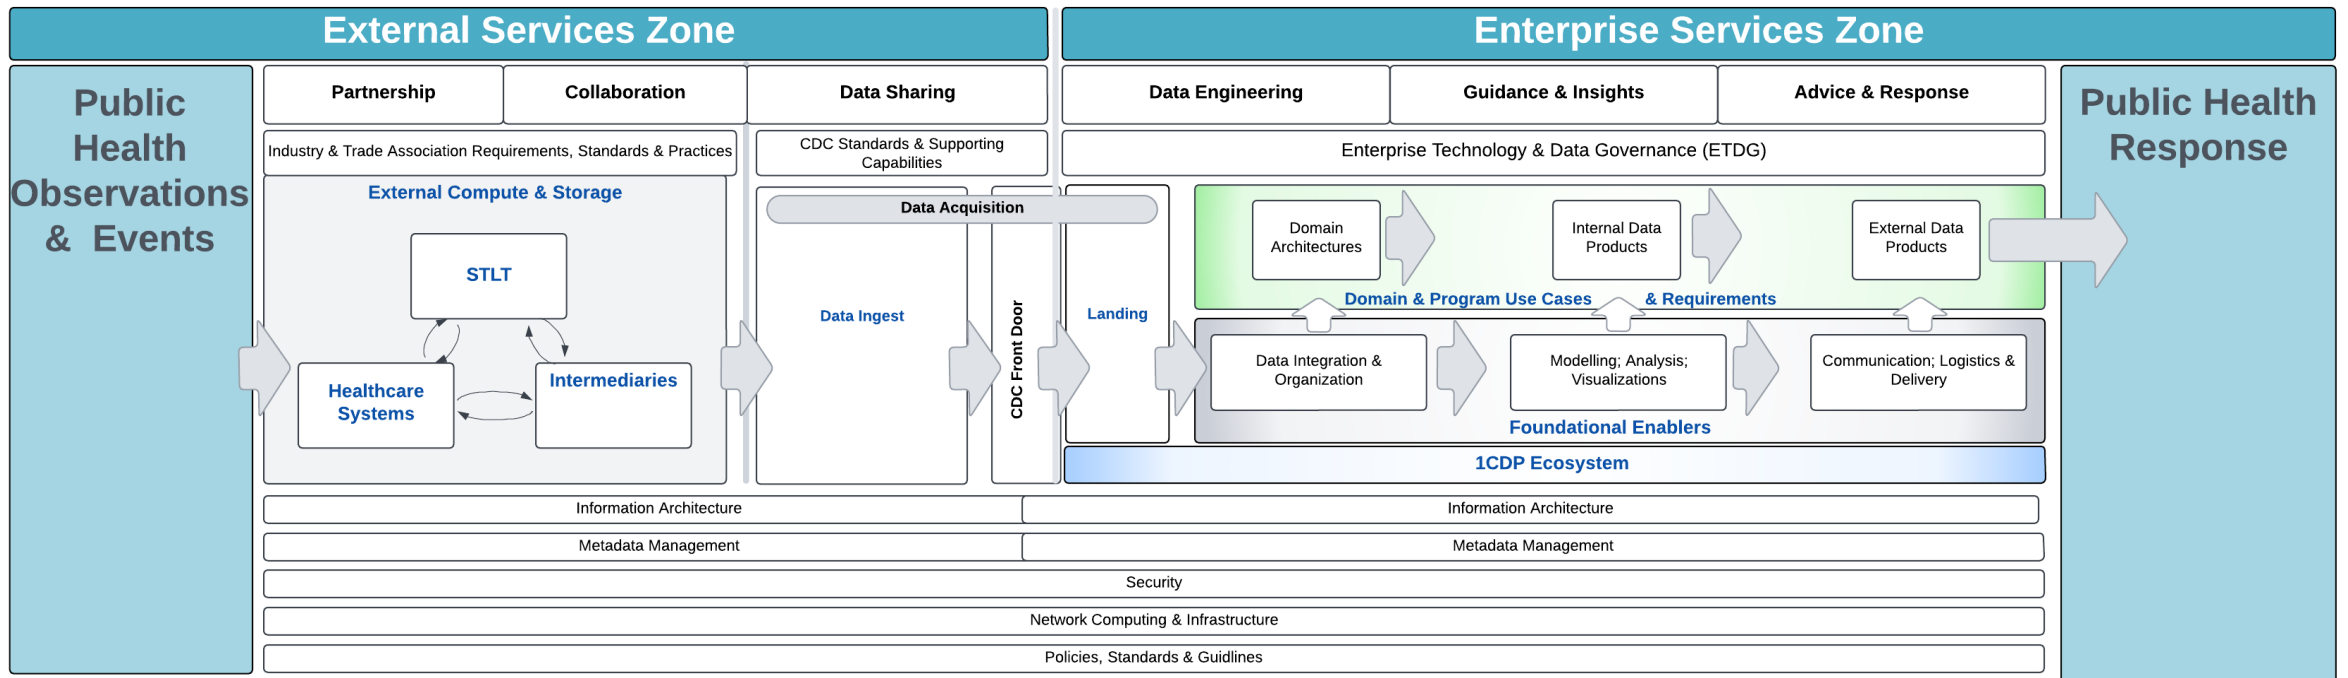 External Services Zone
Enterprise Services Zone
Public
Health
Observations
&  Events
Partnership
Collaboration
Data Sharing
Data Engineering
Guidance & Insights
Advice & Response
Public Health
Response
Industry & Trade Association Requirements, Standards & Practices
CDC Standards & Supporting
Capabilities
Enterprise Technology & Data Governance (ETDG)
External Compute & Storage
STLT
Healthcare
Systems
Intermediaries
Data Acquisition
Data Ingest
CDC Front Door
Landing
Domain
Architectures
Internal Data
Products
External Data
Products
Domain & Program Use Cases & Requirements
Data Integration &
Organization
Modelling; Analysis;
Visualizations
Communication; Logistics &
Delivery
Foundational Enablers
1CDP Ecosystem
Information Architecture
Information Architecture
Metadata Management
Metadata Management
Security
Network Computing & Infrastructure
Policies, Standards & Guidlines